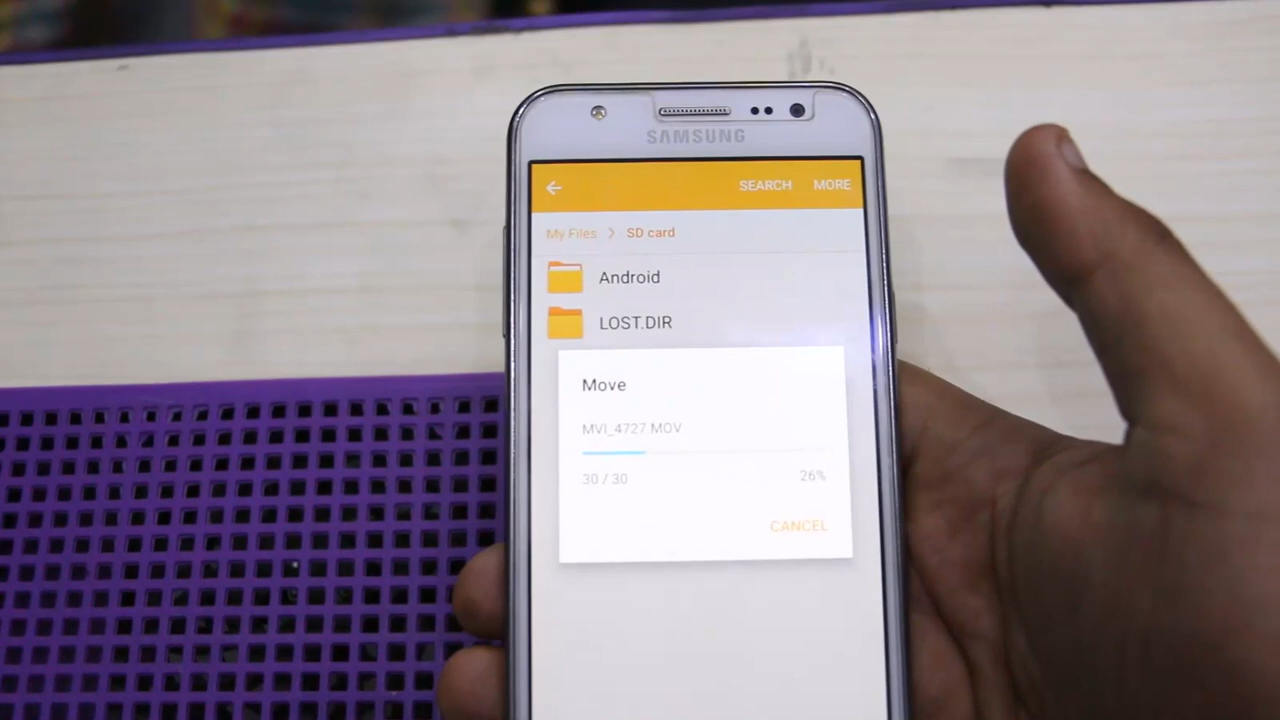 SAMSUNG
SEARCH MORE
My Files > SD card
Android
LOST.DIR
Move
MVI_4727.MOV
30 / 30 26%
CANCEL